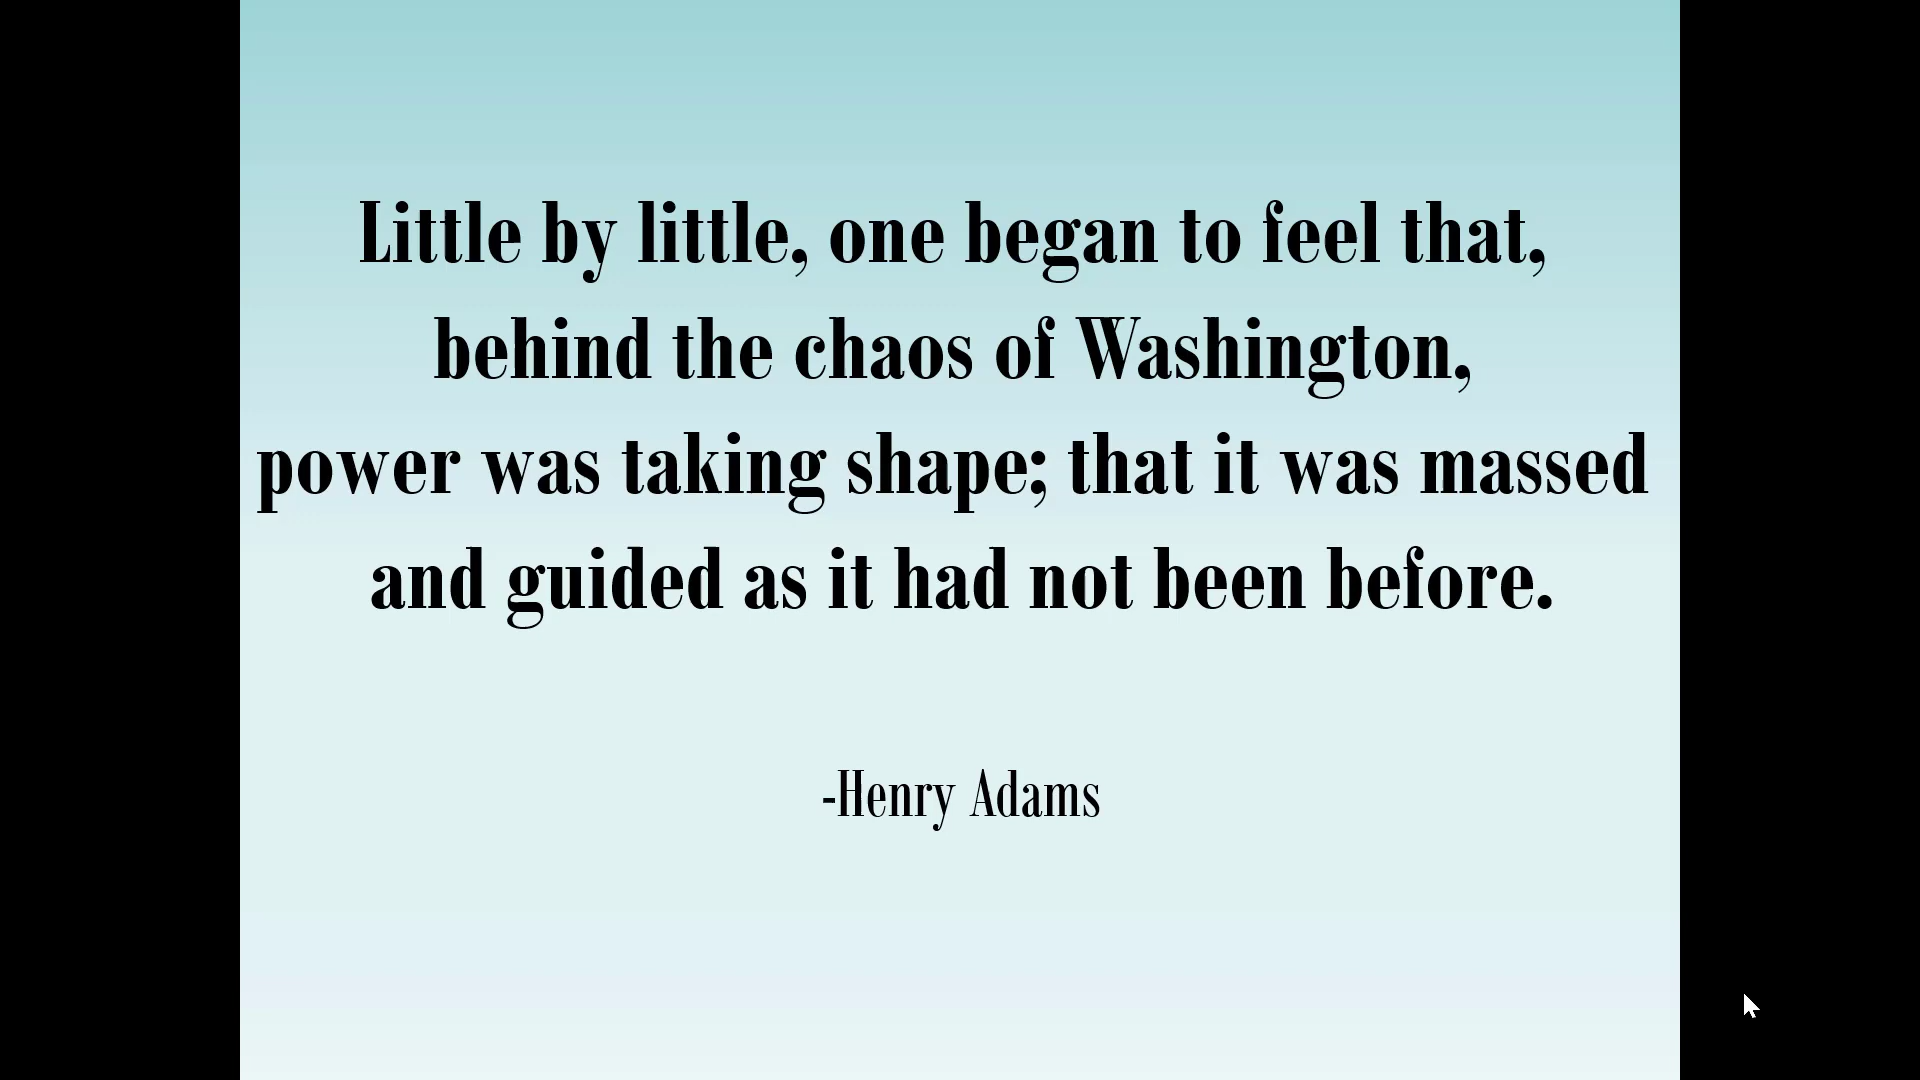 Little by little, one began to feel that,
behind the chaos of Washington,
power was taking shape; that it was massed
and guided as it had not been before.
-Henry Adams